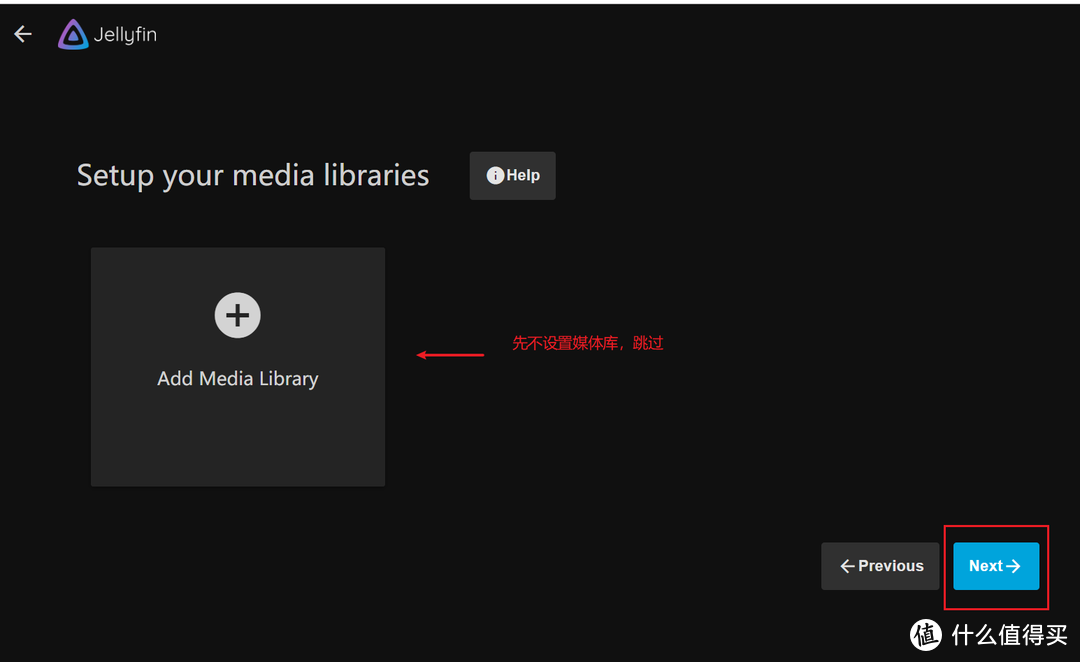 Jellyfin
Setup your media libraries
Help
Add Media Library
先不设置媒体库，跳过
Previous
Next
值 什么值得买